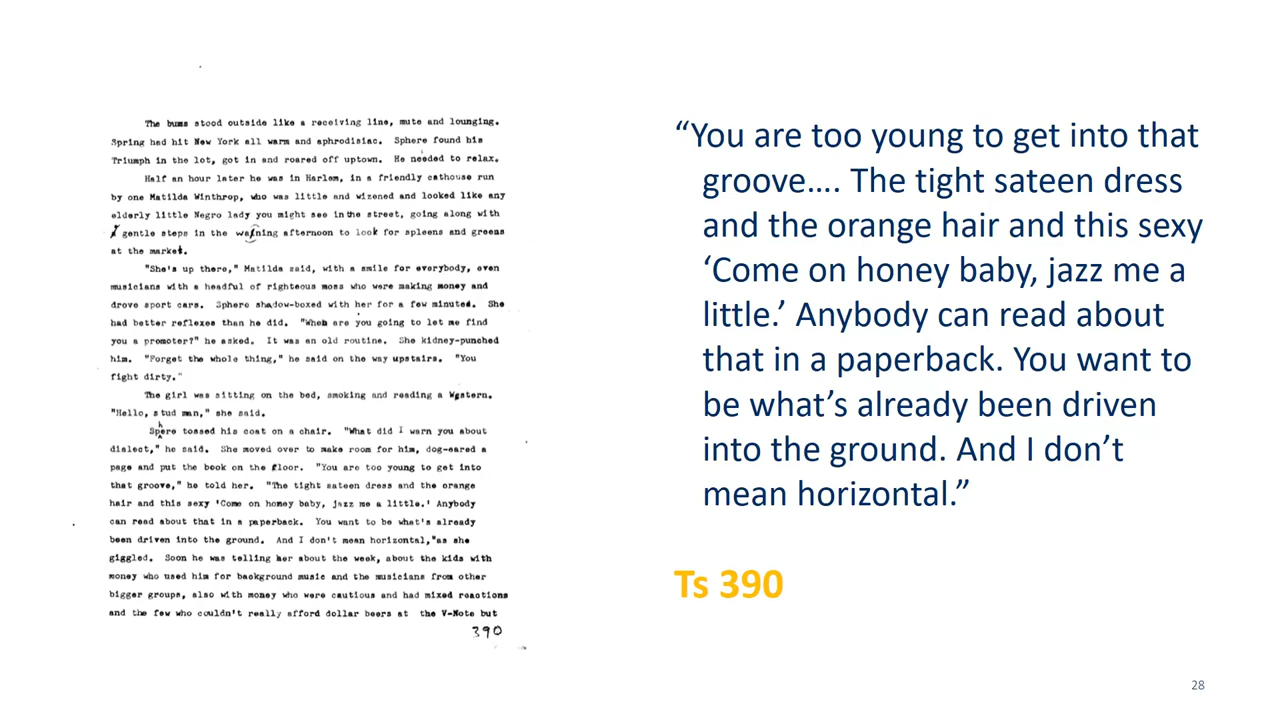 The bums stood outside like a receiving line, mute and lounging.
Spring had hit New York all warm and aphrodisiac. Sphere found his
Triumph in the lot, got in and roared off uptown. He needed to relax.
Half an hour later he was in Harlem, in a friendly cathouse run
by one Matilda Winthrop, who was little and wizened and looked like any
elderly little Negro lady you might see in the street, going along with
gentle steps in the waning afternoon to look for spleens and greens
at the market.
"She's up there," Matilda said, with a smile for everybody, even
musicians with a headful of righteous moss who were making money and
drove sport cars. Sphere shadow-boxed with her for a few minutes. She
had better reflexes than he did. "When are you going to let me find
you a promoter?" he asked. It was an old routine. She kidney-punched
him. "Forget the whole thing," he said on the way upstairs. "You
fight dirty."
The girl was sitting on the bed, smoking and reading a Western.
"Hello, stud man," she said.
Sphere tossed his coat on a chair. "What did I warn you about
dialect," he said. She moved over to make room for him, dog-eared a
page and put the book on the floor. "You are too young to get into
that groove," he told her. "The tight sateen dress and the orange
hair and this sexy 'Come on honey baby, jazz me a little.' Anybody
can read about that in a paperback. You want to be what's already
been driven into the ground. And I don't mean horizontal,"as she
giggled. Soon he was telling her about the week, about the kids with
money who used him for background music and the musicians from other
bigger groups, also with money who were cautious and had mixed reactions
and the few who couldn't really afford dollar beers at the V-Note but
390
“You are too young to get into that
groove…. The tight sateen dress
and the orange hair and this sexy
‘Come on honey baby, jazz me a
little.’ Anybody can read about
that in a paperback. You want to
be what’s already been driven
into the ground. And I don’t
mean horizontal.”
Ts 390
28